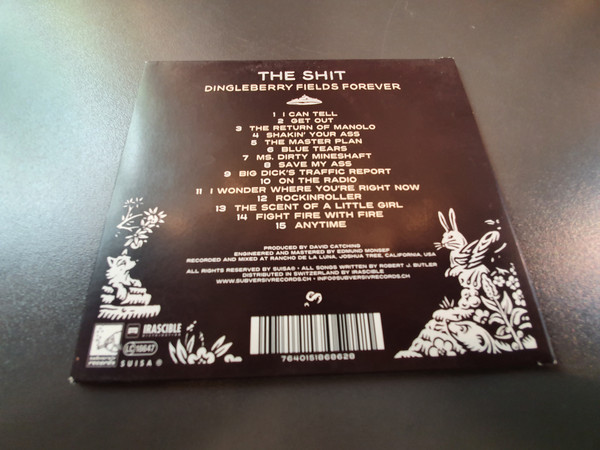 THE SHIT
DINGLEBERRY FIELDS FOREVER
1 I CAN TELL
2 GET OUT
3 THE RETURN OF MANOLO
4 SHAKIN' YOUR ASS
5 THE MASTER PLAN
6 BLUE TEARS
7 MS. DIRTY MINESHAFT
8 SAVE MY ASS
9 BIG DICK'S TRAFFIC REPORT
10 ON THE RADIO
11 I WONDER WHERE YOU'RE RIGHT NOW
12 ROCKINROLLER
13 THE SCENT OF A LITTLE GIRL
14 FIGHT FIRE WITH FIRE
15 ANYTIME
PRODUCED BY DAVID CATCHING
ENGINEERED AND MASTERED BY EDMUND MONSEF
RECORDED AND MIXED AT RANCHO DE LA LUNA, JOSHUA TREE, CALIFORNIA, USA
ALL RIGHTS RESERVED BY SUISA • ALL SONGS WRITTEN BY ROBERT J. BUTLER
DISTRIBUTED IN SWITZERLAND BY IRASCIBLE
WWW.SUBVERSIVRECORDS.CH • INFO@SUBVERSIVRECORDS.CH
IRASCIBLE
DISTRIBUTION
subversiv
records
LC 18647
SUISA ®
7640151868628